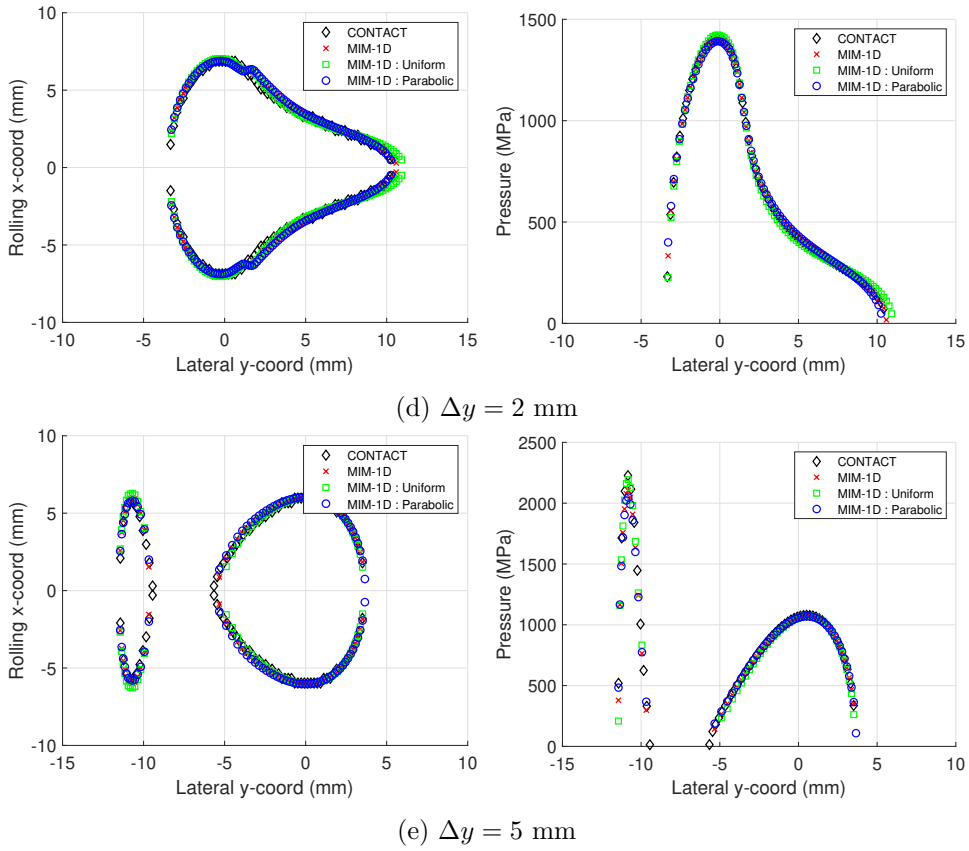 10
5
0
-5
-10
Rolling x-coord (mm)
-10 -5 0 5 10 15
Lateral y-coord (mm)
CONTACT
MIM-1D
MIM-1D : Uniform
MIM-1D : Parabolic
1500
1000
500
0
Pressure (MPa)
-10 -5 0 5 10 15
Lateral y-coord (mm)
CONTACT
MIM-1D
MIM-1D : Uniform
MIM-1D : Parabolic
(d) Δy = 2 mm
10
5
0
-5
-10
Rolling x-coord (mm)
-15 -10 -5 0 5 10
Lateral y-coord (mm)
CONTACT
MIM-1D
MIM-1D : Uniform
MIM-1D : Parabolic
2500
2000
1500
1000
500
0
Pressure (MPa)
-15 -10 -5 0 5 10
Lateral y-coord (mm)
CONTACT
MIM-1D
MIM-1D : Uniform
MIM-1D : Parabolic
(e) Δy = 5 mm